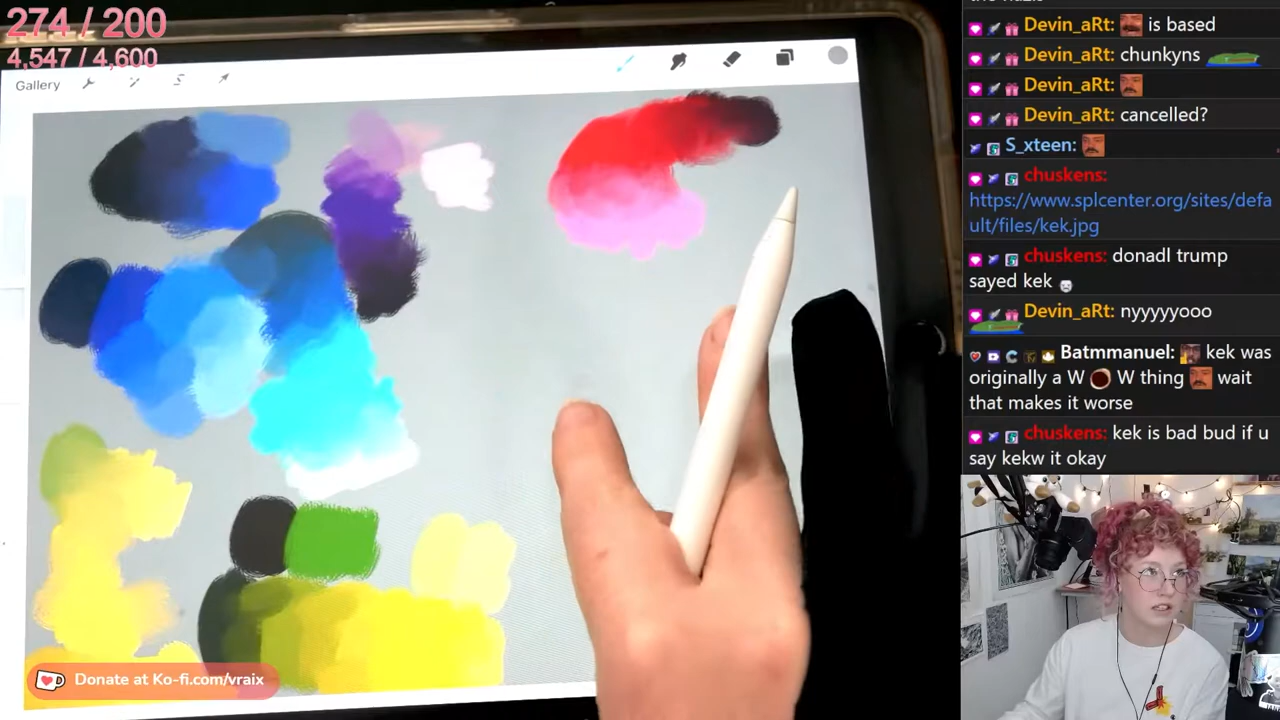 274 / 200
4,547 / 4,600
Gallery
Donate at Ko-fi.com/vraix
Devin_aRt: is based
Devin_aRt: chunkyns
Devin_aRt:
Devin_aRt: cancelled?
S_xteen:
chuskens:
https://www.splcenter.org/sites/defa
ult/files/kek.jpg
chuskens: donadl trump
sayed kek
Devin_aRt: nyyyyyooo
Batmmanuel: kek was
originally a W W thing wait
that makes it worse
chuskens: kek is bad bud if u
say kekw it okay